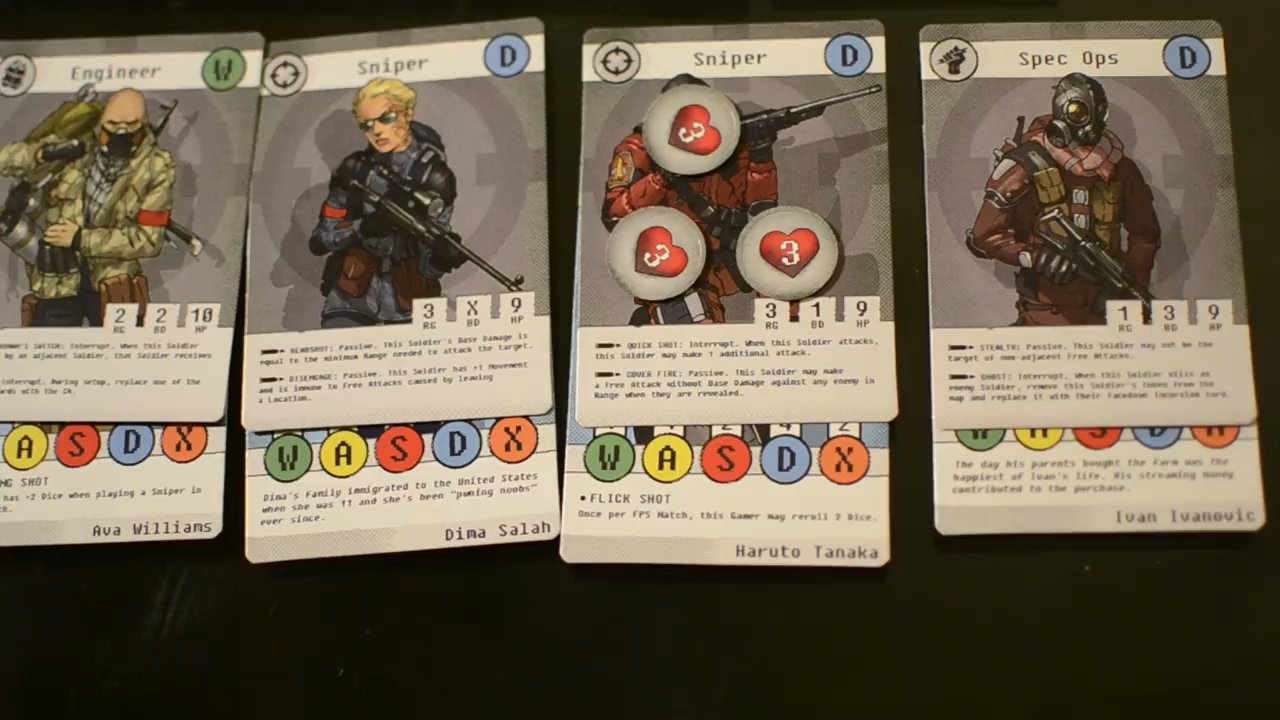 Engineer
W
2 2 10
RG BD HP
SWITCH: Interrupt. When this Soldier
by an adjacent Soldier, that Soldier receives
Interrupt. During setup, replace one of the
with the CA.
A S D X
SHOT
has +2 Dice when playing a Sniper in
Ava Williams
Sniper
D
3 X 9
RG BD HP
HEADSHOT: Passive. This Soldier's Base Damage is
equal to the minimum Range needed to attack the target.
DISENGAGE: Passive. This Soldier has +1 Movement
and is immune to Free Attacks caused by leaving
a Location.
W A S D X
Dima's family immigrated to the United States
when she was 11 and she's been "pwning noobs"
ever since.
Dima Salah
Sniper
D
3
3
3
3 1 9
RG BD HP
QUICK SHOT: Interrupt. When this Soldier attacks,
this Soldier may make 1 additional attack.
COVER FIRE: Passive. This Soldier may make
a Free Attack without Base Damage against any enemy in
Range when they are revealed.
W A S D X
• FLICK SHOT
Once per FPS Match, this Gamer may reroll 2 Dice.
Haruto Tanaka
Spec Ops
D
1 3 9
RG BD HP
STEALTH: Passive. This Soldier may not be the
target of non-adjacent Free Attacks.
GHOST: Interrupt. When this Soldier kills an
enemy Soldier, remove this Soldier's token from the
map and replace it with their Facedown Incursion card.
W A S D X
The day his parents bought the farm was the
happiest of Ivan's life. His streaming money
contributed to the purchase.
Ivan Ivanovic